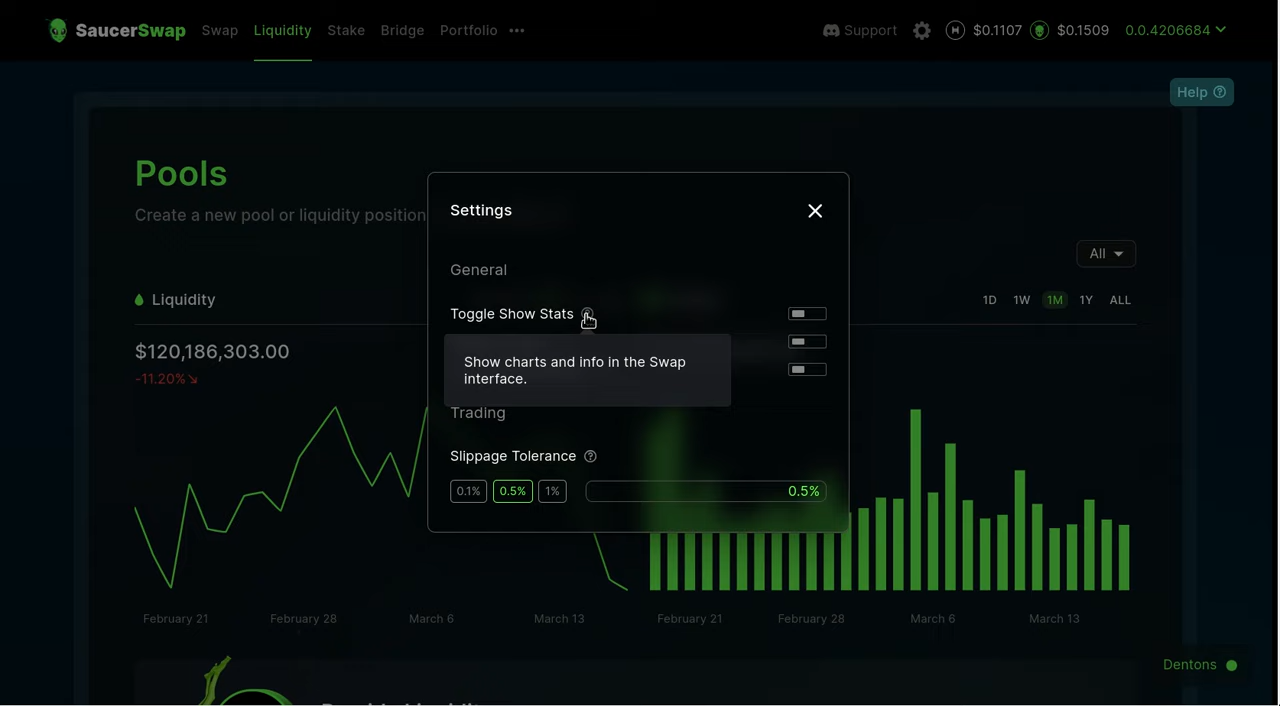 SaucerSwap Swap Liquidity Stake Bridge Portfolio ••• Support $0.1107 $0.1509 0.0.4206684
Help ?
Pools
Create a new pool or liquidity position
Settings
General
All
Liquidity
1D 1W 1M 1Y ALL
Toggle Show Stats
$120,186,303.00
-11.20%
Show charts and info in the Swap
interface.
Trading
Slippage Tolerance ?
0.1% 0.5% 1% 0.5%
February 21 February 28 March 6 March 13 February 21 February 28 March 6 March 13
Dentons